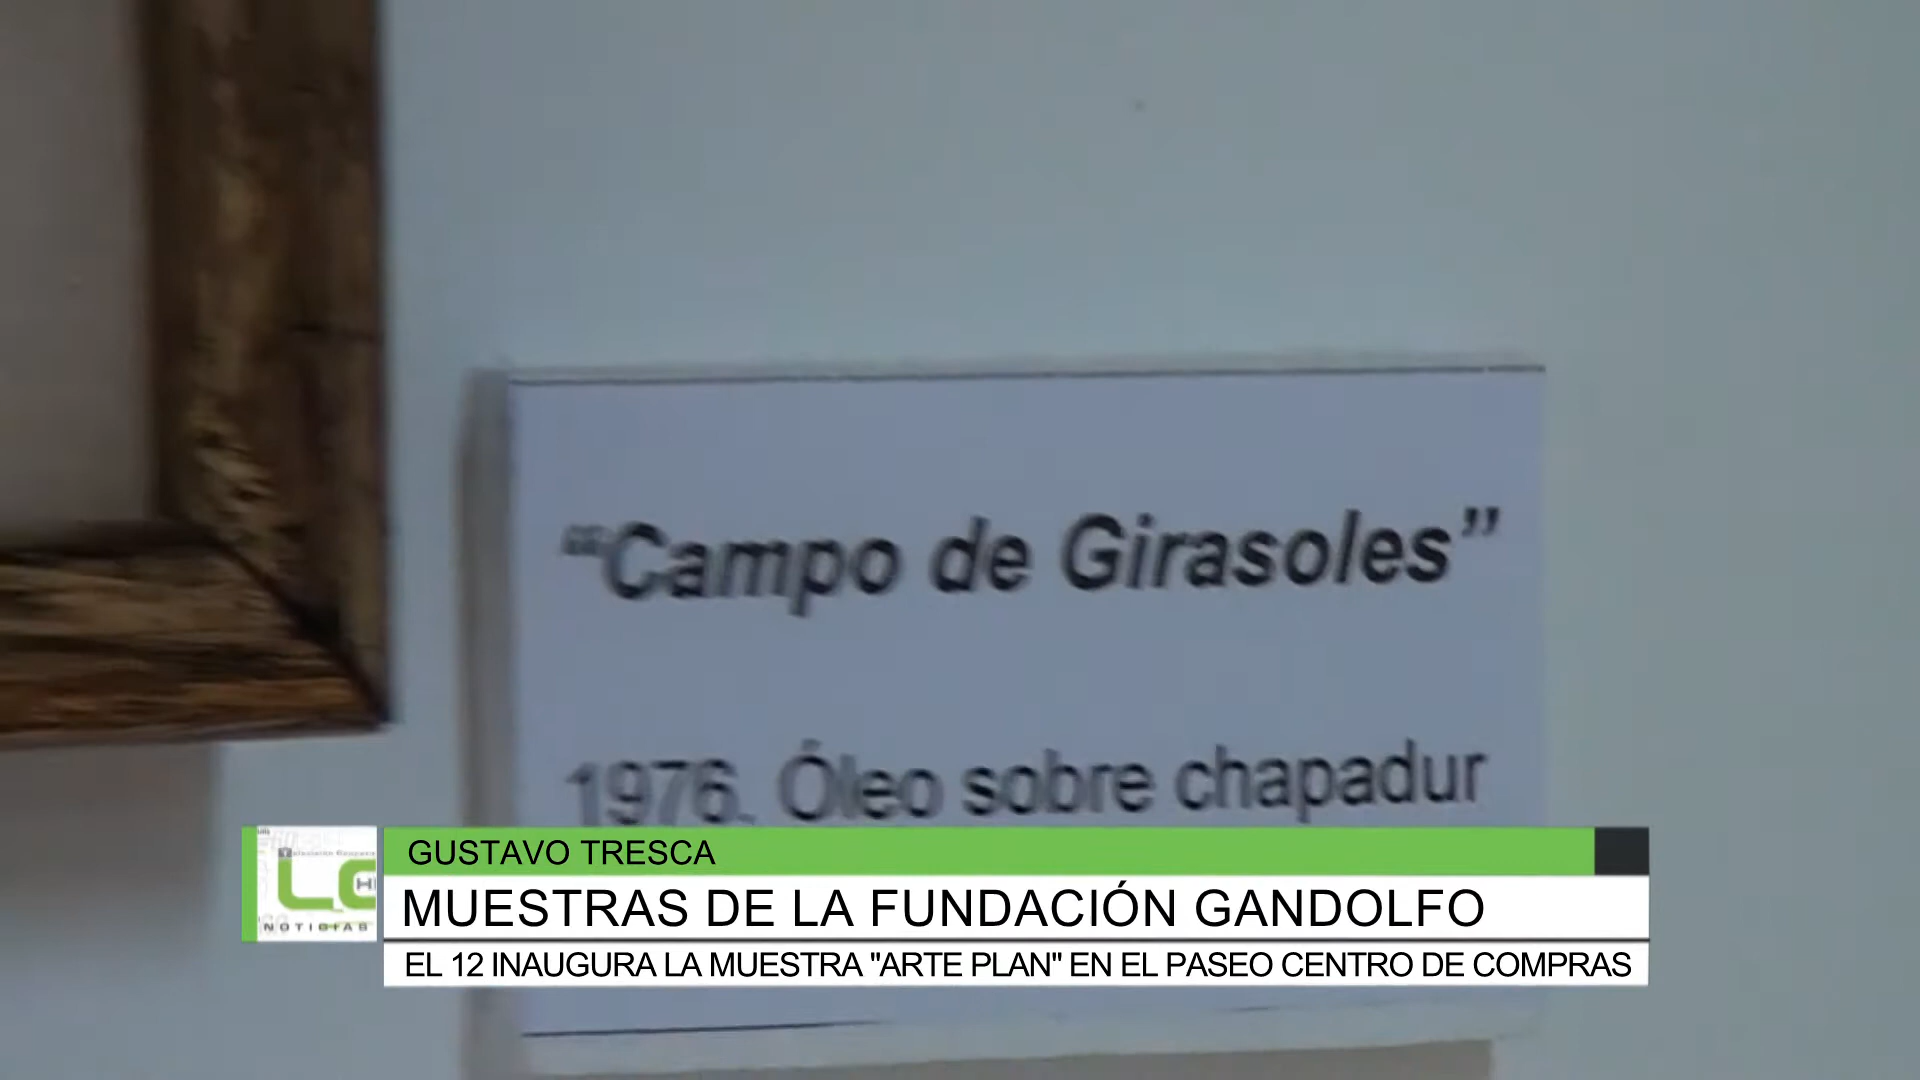 “Campo de Girasoles”
1976. Óleo sobre chapadur
GUSTAVO TRESCA
MUESTRAS DE LA FUNDACIÓN GANDOLFO
EL 12 INAUGURA LA MUESTRA "ARTE PLAN" EN EL PASEO CENTRO DE COMPRAS
NOTICIAS